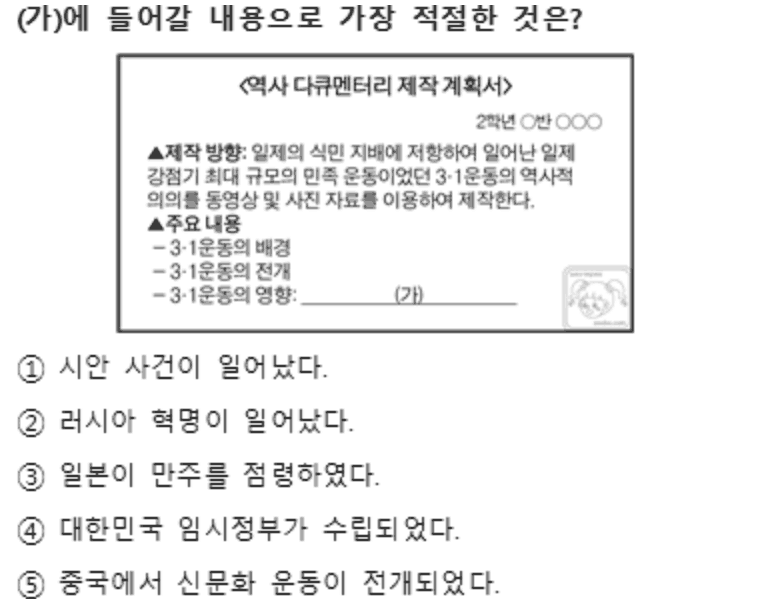 (가)에 들어갈 내용으로 가장 적절한 것은?
<역사 다큐멘터리 제작 계획서>
2학년 ○반 ○○○
▲제작 방향: 일제의 식민 지배에 저항하여 일어난 일제
강점기 최대 규모의 민족 운동이었던 3·1운동의 역사적
의의를 동영상 및 사진 자료를 이용하여 제작한다.
▲주요 내용
- 3·1운동의 배경
- 3·1운동의 전개
- 3·1운동의 영향: (가)
① 시안 사건이 일어났다.
② 러시아 혁명이 일어났다.
③ 일본이 만주를 점령하였다.
④ 대한민국 임시정부가 수립되었다.
⑤ 중국에서 신문화 운동이 전개되었다.